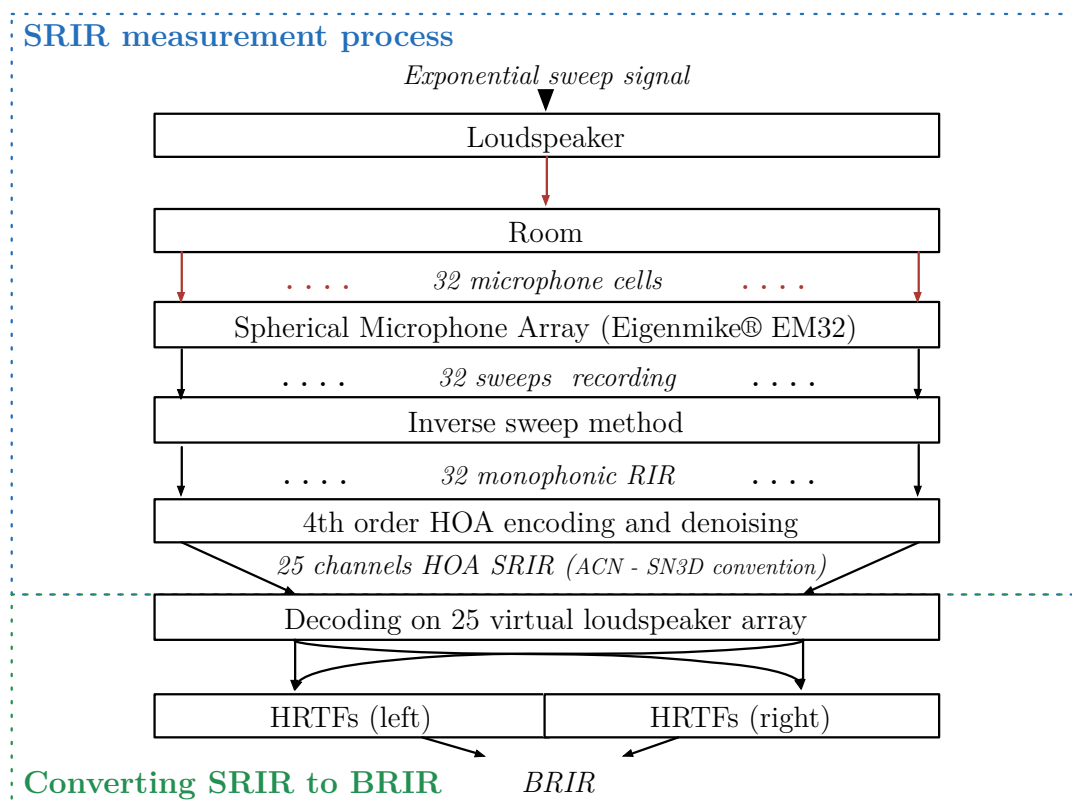 SRIR measurement process
Exponential sweep signal
Loudspeaker
Room
. . . . 32 microphone cells . . . .
Spherical Microphone Array (Eigenmike® EM32)
. . . . 32 sweeps recording . . . .
Inverse sweep method
. . . . 32 monophonic RIR . . . .
4th order HOA encoding and denoising
25 channels HOA SRIR (ACN - SN3D convention)
Decoding on 25 virtual loudspeaker array
HRTFs (left) HRTFs (right)
Converting SRIR to BRIR BRIR